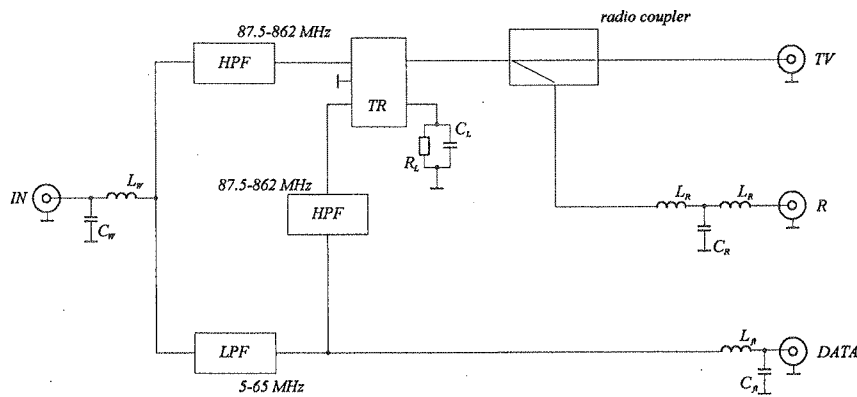 radio coupler
87.5-862 MHz
HPF
TR
TV
C_L
R_L
L_W
IN
C_W
87.5-862 MHz
HPF
L_R
L_R
R
C_R
LPF
5-65 MHz
L_fl
DATA
C_fl